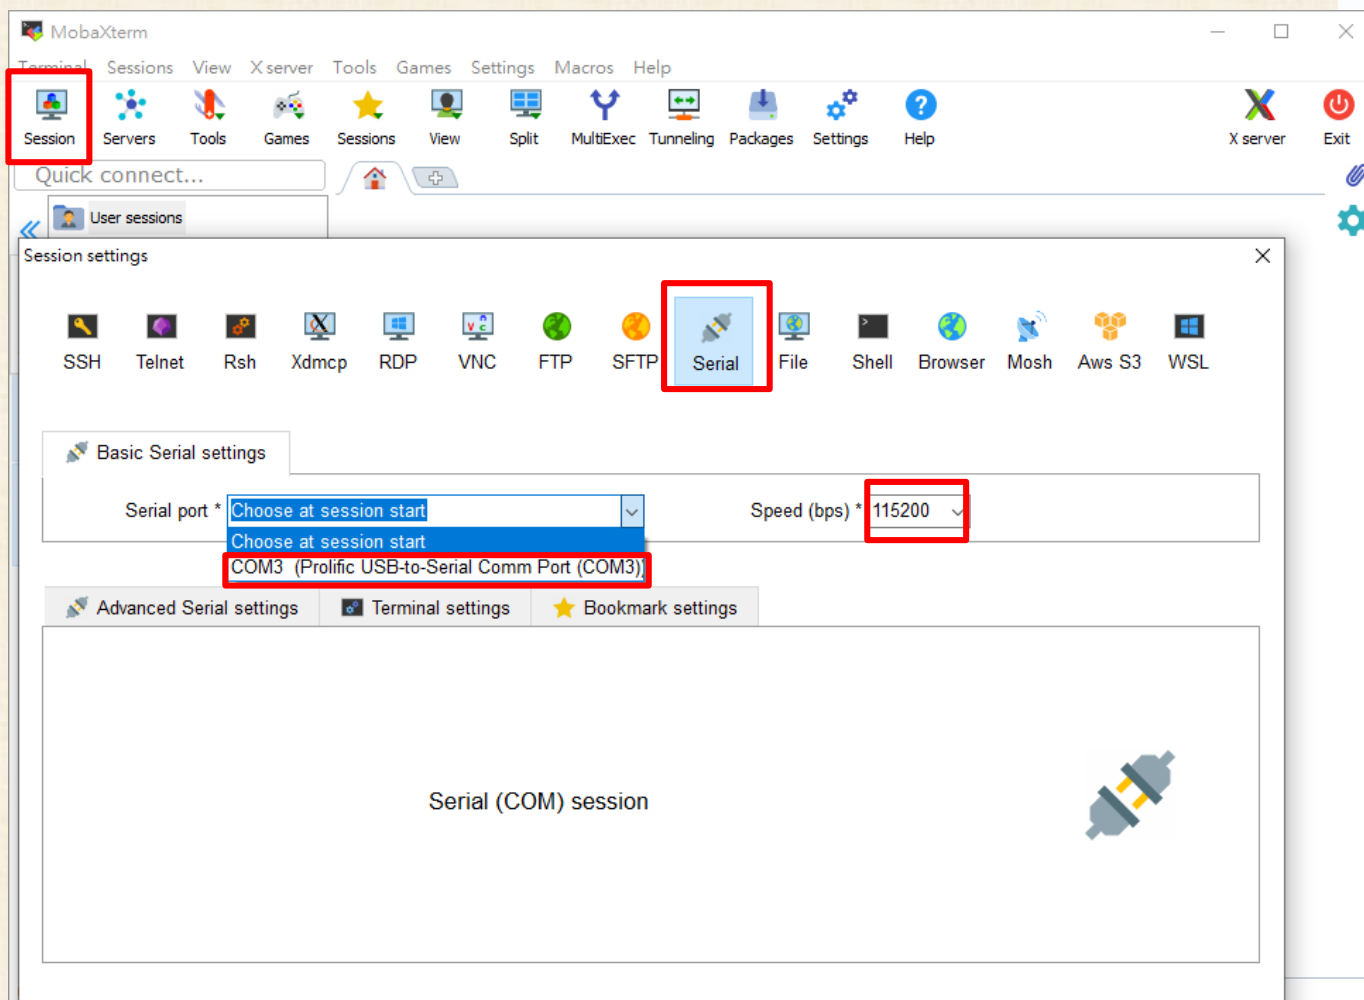 MobaXterm
Terminal Sessions View X server Tools Games Settings Macros Help
Session Servers Tools Games Sessions View Split MultiExec Tunneling Packages Settings Help X server Exit
Quick connect...
User sessions
Session settings
SSH Telnet Rsh Xdmcp RDP VNC FTP SFTP Serial File Shell Browser Mosh Aws S3 WSL
Basic Serial settings
Serial port * Choose at session start Speed (bps) * 115200
Choose at session start
COM3 (Prolific USB-to-Serial Comm Port (COM3))
Advanced Serial settings Terminal settings Bookmark settings
Serial (COM) session